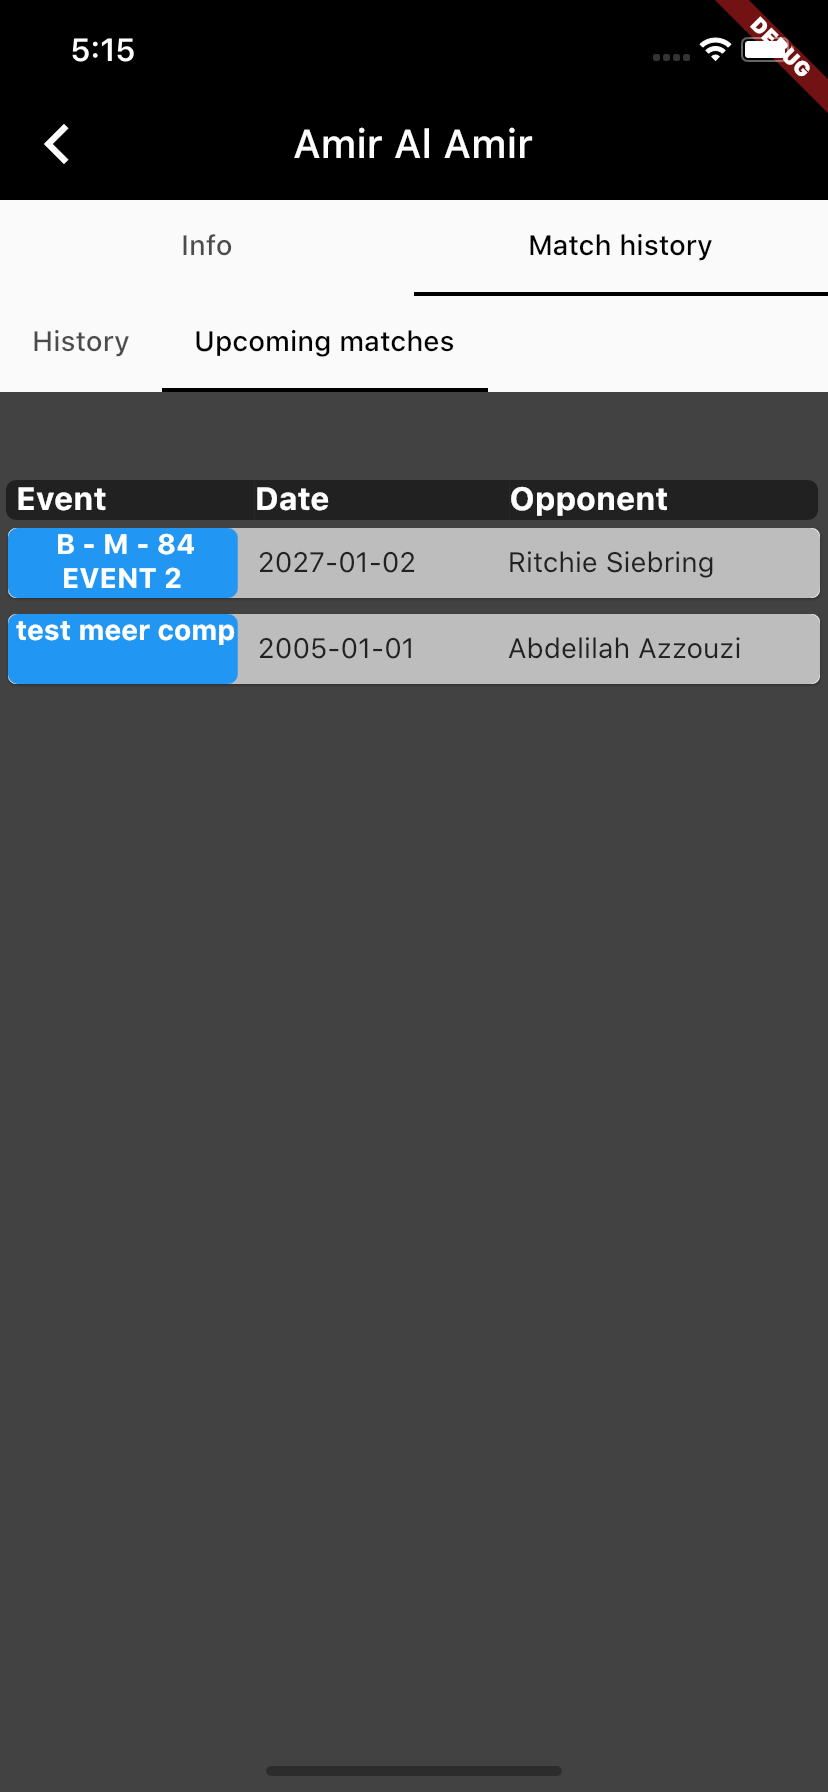 5:15
DEBUG
Amir Al Amir
Info Match history
History Upcoming matches
Event Date Opponent
B - M - 84
EVENT 2
2027-01-02 Ritchie Siebring
test meer comp
2005-01-01 Abdelilah Azzouzi